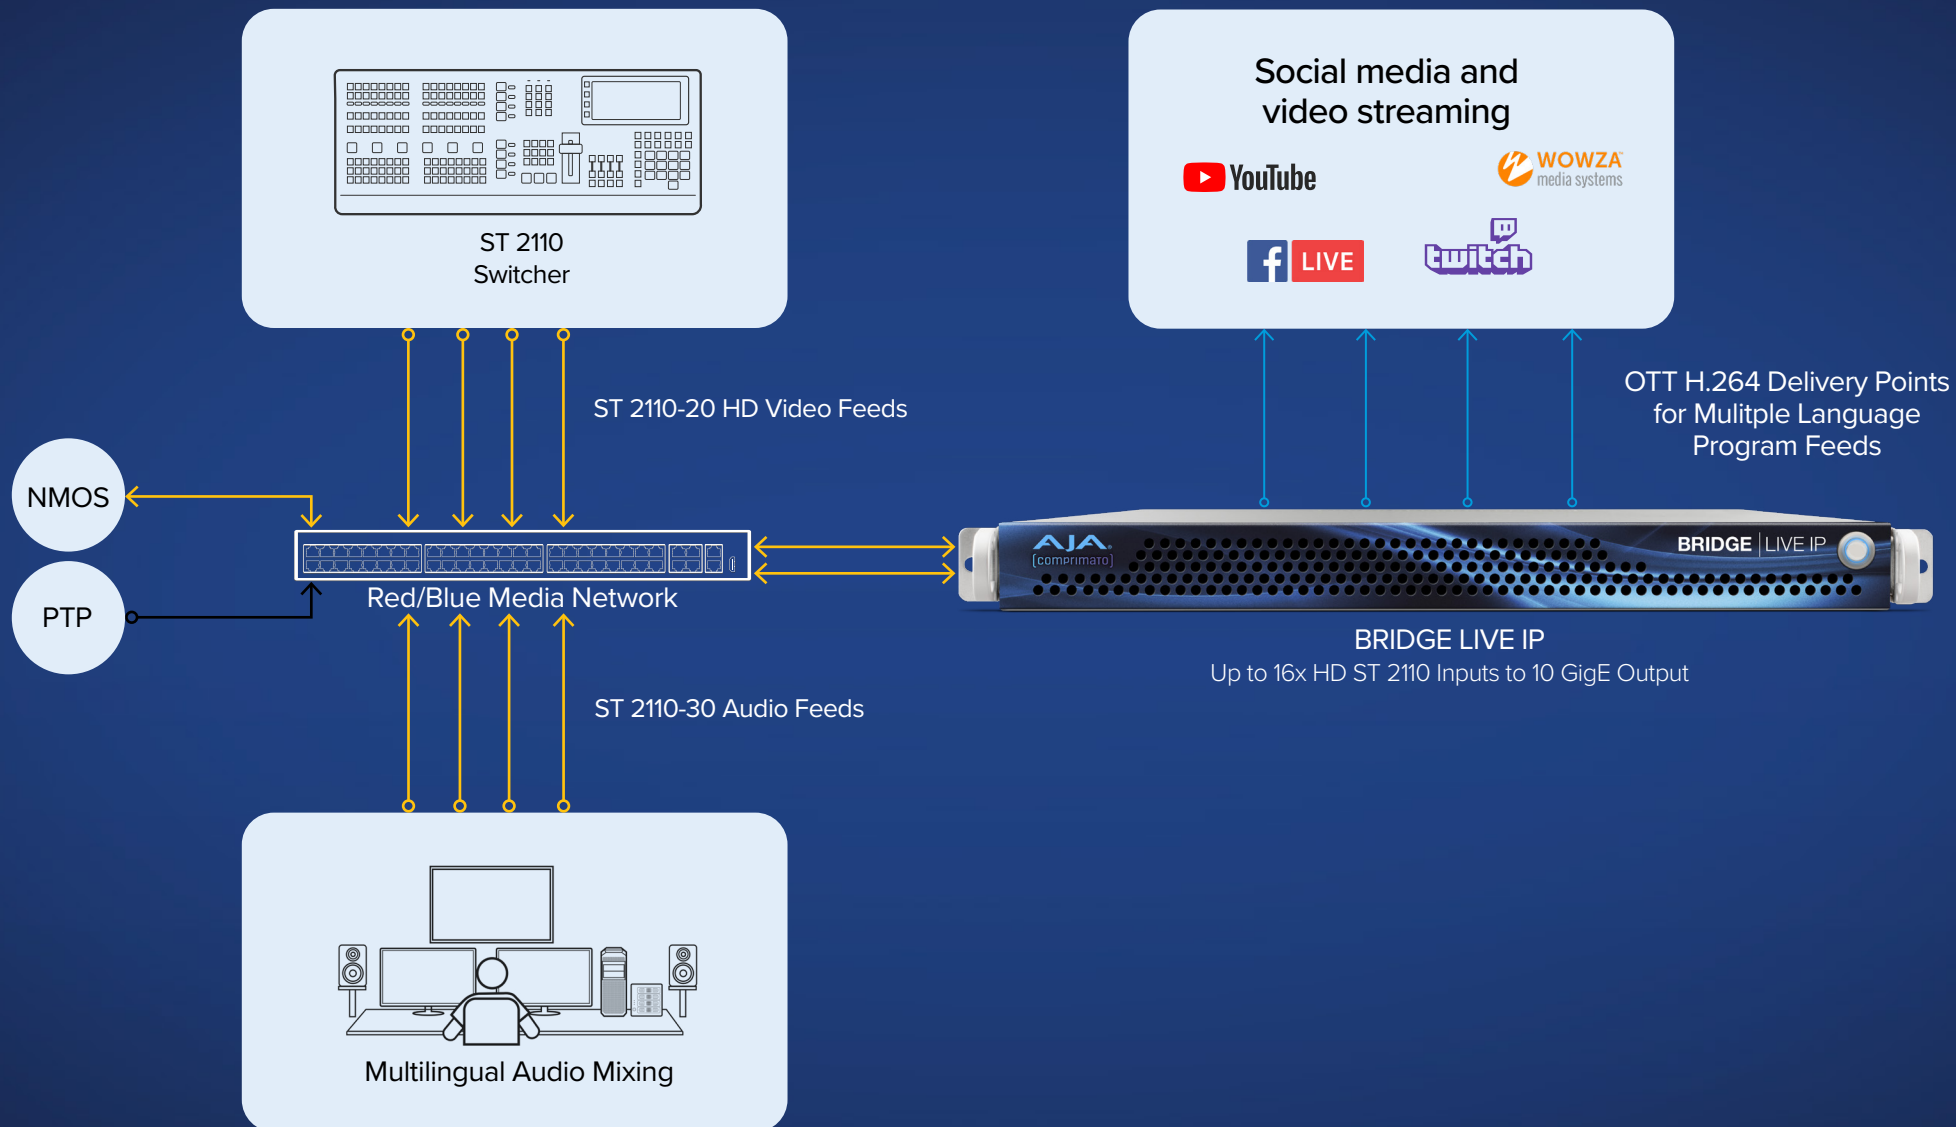 ST 2110
Switcher
Social media and
video streaming
YouTube
WOWZA™
media systems
f LIVE
twitch
ST 2110-20 HD Video Feeds
OTT H.264 Delivery Points
for Mulitple Language
Program Feeds
NMOS
PTP
Red/Blue Media Network
AJA
[comprimato]
BRIDGE | LIVE IP
BRIDGE LIVE IP
Up to 16x HD ST 2110 Inputs to 10 GigE Output
ST 2110-30 Audio Feeds
Multilingual Audio Mixing